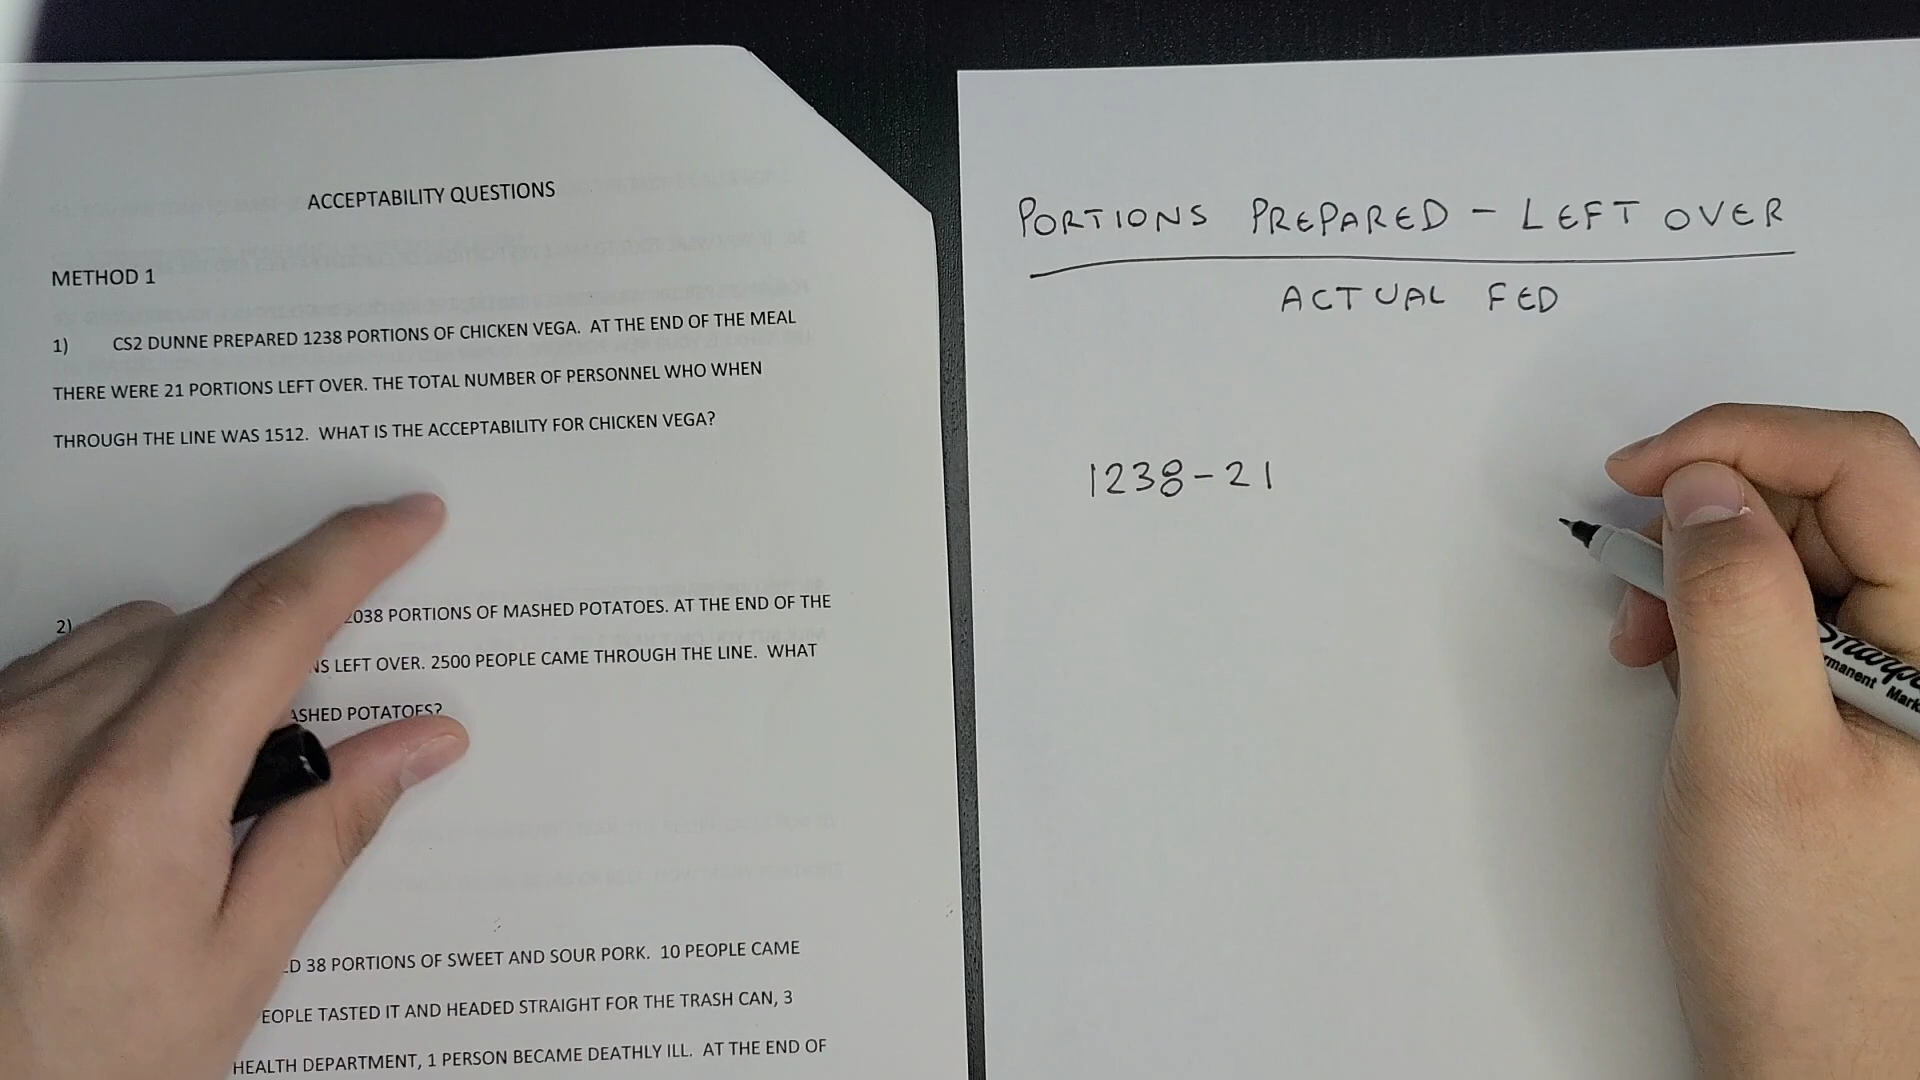 ACCEPTABILITY QUESTIONS
METHOD 1
1) CS2 DUNNE PREPARED 1238 PORTIONS OF CHICKEN VEGA. AT THE END OF THE MEAL
THERE WERE 21 PORTIONS LEFT OVER. THE TOTAL NUMBER OF PERSONNEL WHO WHEN
THROUGH THE LINE WAS 1512. WHAT IS THE ACCEPTABILITY FOR CHICKEN VEGA?
2) 2038 PORTIONS OF MASHED POTATOES. AT THE END OF THE
LEFT OVER. 2500 PEOPLE CAME THROUGH THE LINE. WHAT
POTATOES?
38 PORTIONS OF SWEET AND SOUR PORK. 10 PEOPLE CAME
TASTED IT AND HEADED STRAIGHT FOR THE TRASH CAN, 3
HEALTH DEPARTMENT, 1 PERSON BECAME DEATHLY ILL. AT THE END OF
PORTIONS PREPARED - LEFT OVER
ACTUAL FED
1238-21
Sharpie